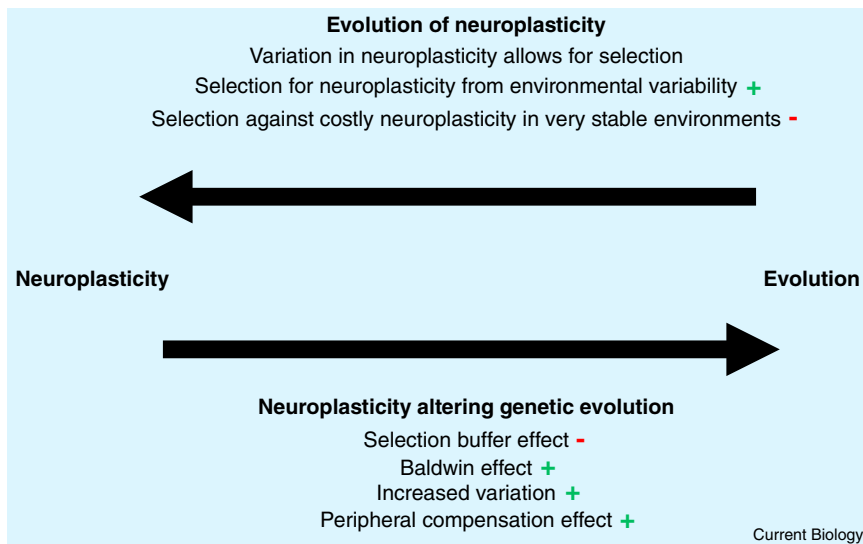 Evolution of neuroplasticity
Variation in neuroplasticity allows for selection
Selection for neuroplasticity from environmental variability +
Selection against costly neuroplasticity in very stable environments -
Neuroplasticity
Evolution
Neuroplasticity altering genetic evolution
Selection buffer effect -
Baldwin effect +
Increased variation +
Peripheral compensation effect +
Current Biology